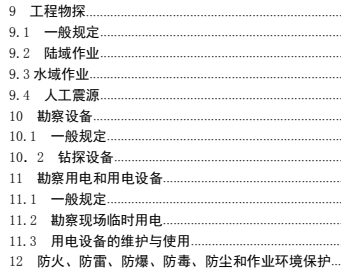 9 工程物探
9.1 一般规定
9.2 陆域作业
9.3 水域作业
9.4 人工震源
10 勘察设备
10.1 一般规定
10．2 钻探设备
11 勘察用电和用电设备
11.1 一般规定
11.2 勘察现场临时用电
11.3 用电设备的维护与使用
12 防火、防雷、防爆、防毒、防尘和作业环境保护